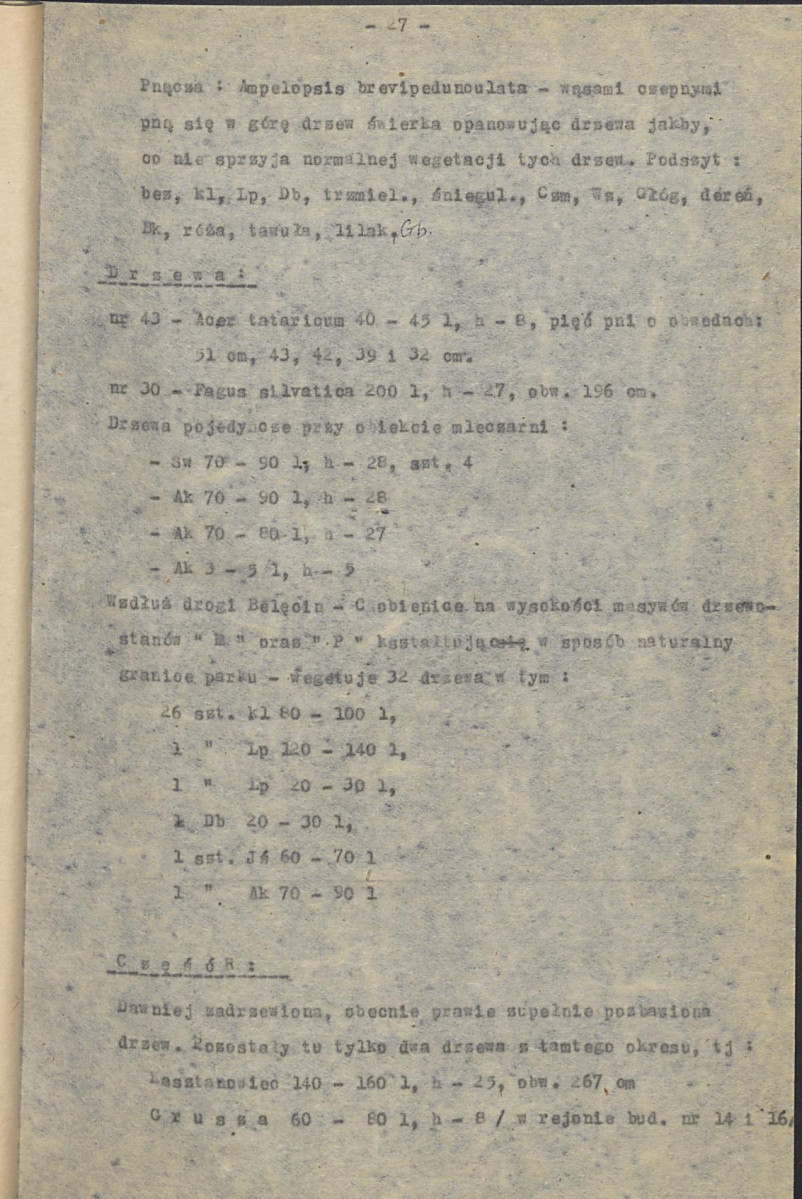 - 27 -
Pnącza : Ampelopsis brevipedunculata - wąsami czepnymi
pną się w górę drzew świerka opanowując drzewa jakby,
co nie sprzyja normalnej wegetacji tych drzew. Podszyt :
bez, kl, Lp, Db, trzmiel., śniegul., Czm, Wz, Głóg, dereń,
Bk, róża, tawuła, lilak, Gb.
D r z e w a :
nr 43 - Acer tataricum 40 - 45 l, h - 8, pięć pni o obwodach:
51 cm, 43, 42, 39 i 32 cm.
nr 30 - Fagus silvatica 200 l, h - 27, obw. 196 cm.
Drzewa pojedyncze przy obiekcie mleczarni :
- Św 70 - 90 l, h - 28, szt. 4
- Ak 70 - 90 l, h - 28
- Ak 70 - 80 l, h - 27
- Ak 3 - 5 l, h - 5
Wzdłuż drogi Belęcin - Chobienice na wysokości masywów drzewo-
stanów " M " oraz " P " kształtując w sposób naturalny
granice parku - wegetuje 32 drzewa w tym :
26 szt. kl 80 - 100 l,
1 " Lp 120 - 140 l,
1 " Lp 20 - 30 l,
Db 20 - 30 l,
1 szt. Jś 60 - 70 l
1 " Ak 70 - 90 l
C z ę ś ć R :
Dawniej zadrzewiona, obecnie prawie zupełnie pozbawiona
drzew. Pozostały tu tylko dwa drzewa z tamtego okresu, tj :
Kasztanowiec 140 - 160 l, h - 25, obw. 267 cm
G r u s z a 60 - 80 l, h - 8 / w rejonie bud. nr 14 i 16/